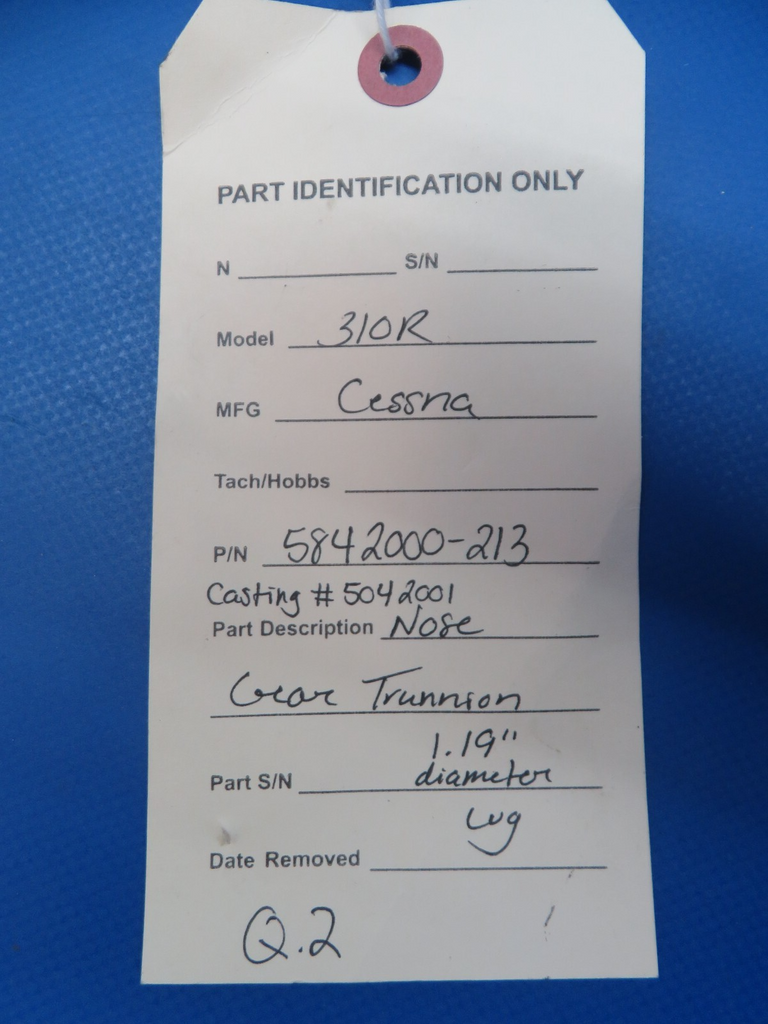 PART IDENTIFICATION ONLY
N S/N
Model 310R
MFG Cessna
Tach/Hobbs
P/N 5842000-213
Casting # 5042001
Part Description Nose
Gear Trunnion
1.19"
Part S/N diameter
Lug
Date Removed
Q.2